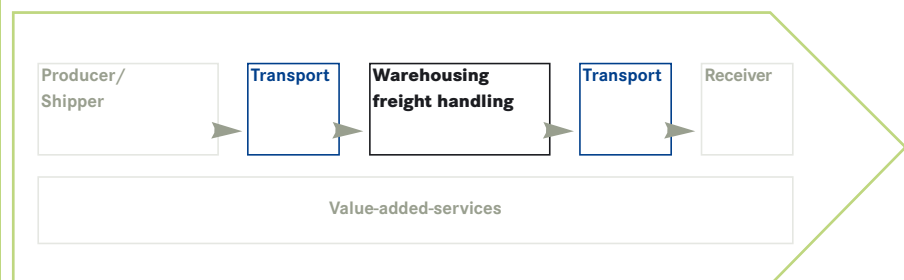 Producer/
Shipper
Transport
Warehousing
freight handling
Transport
Receiver
Value-added-services